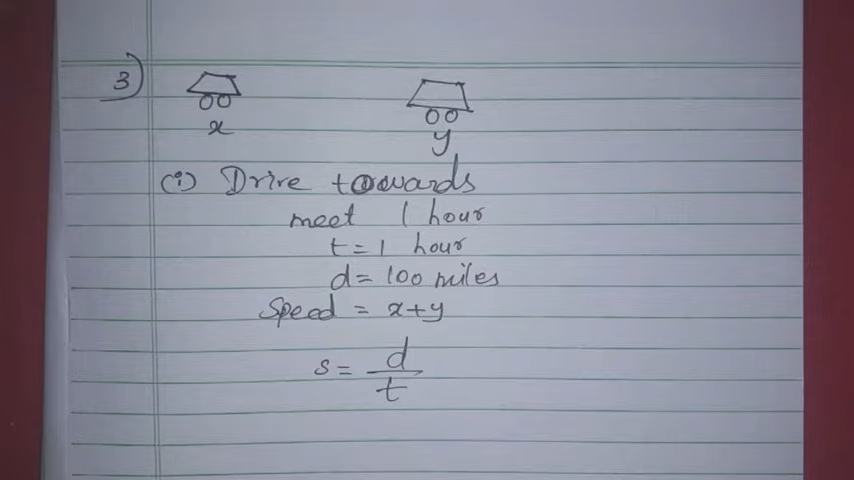 3)
x y
(i) Drive towards
meet 1 hour
t = 1 hour
d = 100 miles
Speed = x+y
s = d/t